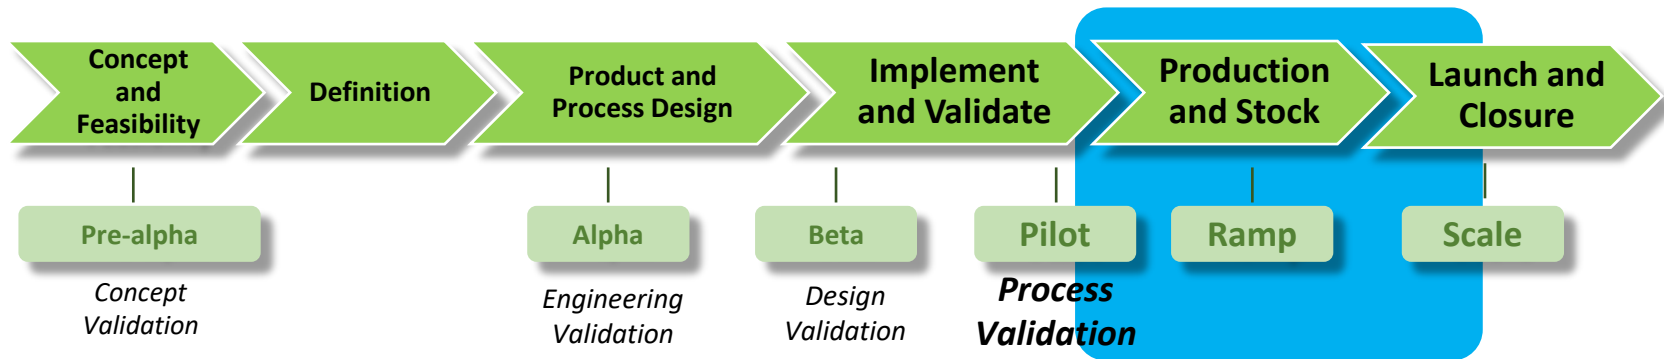 Concept
and
Feasibility
Definition
Product and
Process Design
Implement
and Validate
Production
and Stock
Launch and
Closure
Pre-alpha
Alpha
Beta
Pilot
Ramp
Scale
Concept
Validation
Engineering
Validation
Design
Validation
Process
Validation